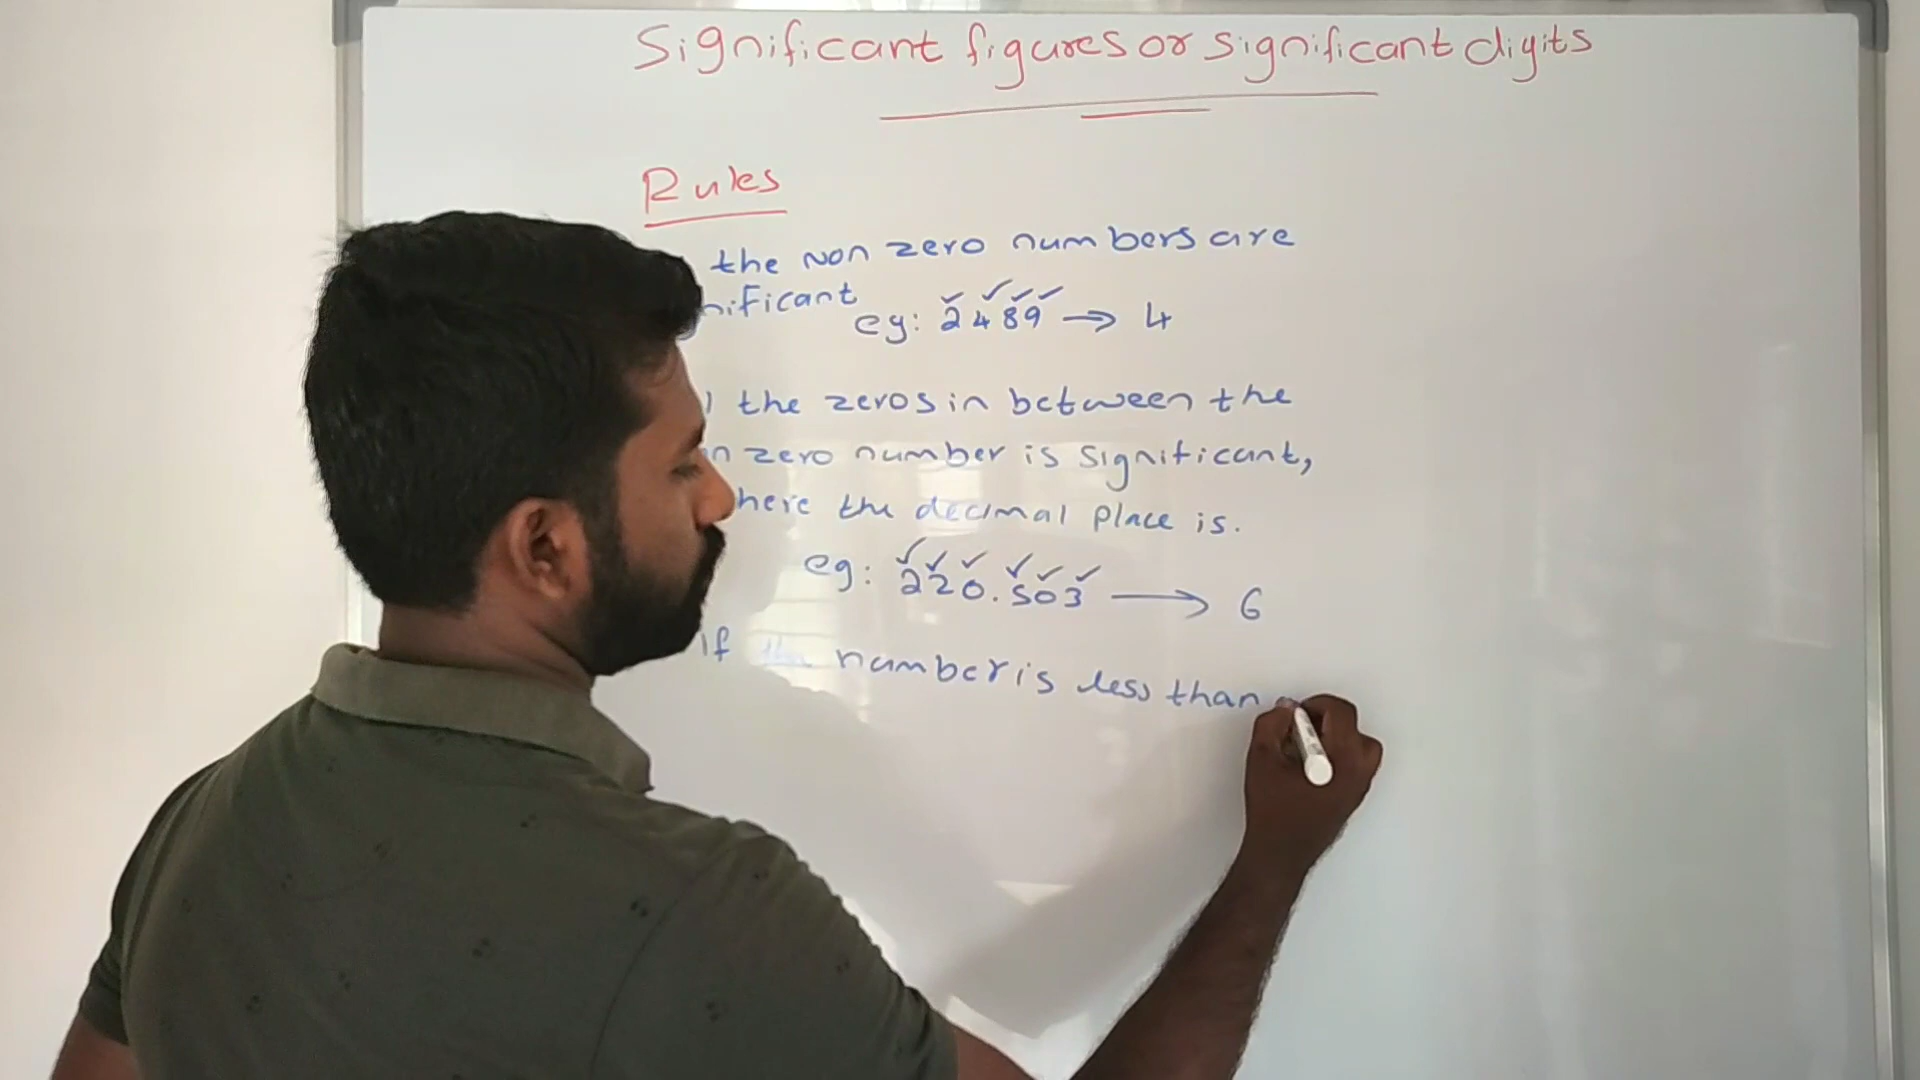 Significant figures or significant digits
Rules
the non zero numbers are
nificant
eg: 2489 → 4
the zeros in between the
n zero number is significant,
here the decimal place is.
eg: 220.503 → 6
If the number is less than